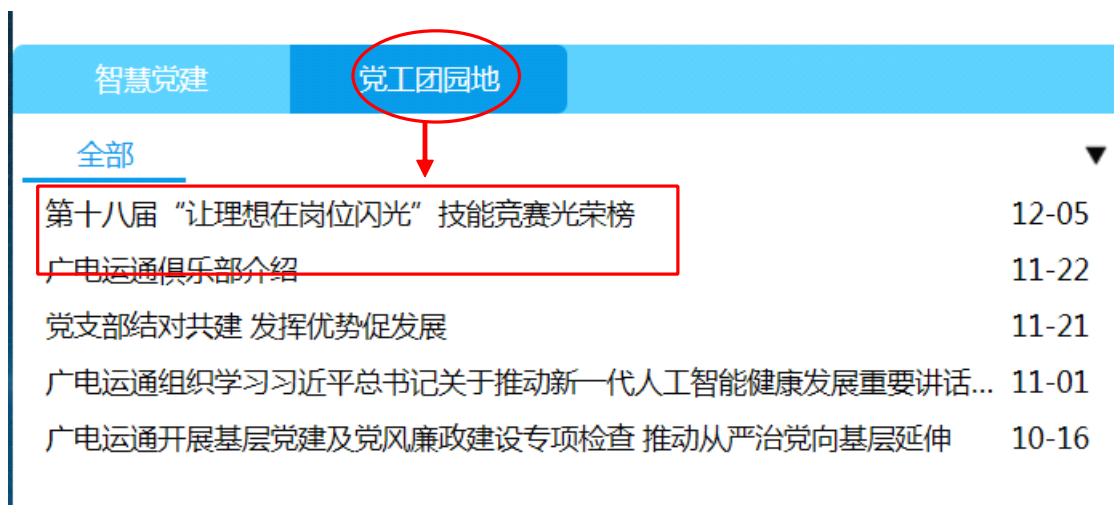 智慧党建 党工团园地
全部 ▼
第十八届“让理想在岗位闪光”技能竞赛光荣榜 12-05
广电运通俱乐部介绍 11-22
党支部结对共建 发挥优势促发展 11-21
广电运通组织学习习近平总书记关于推动新一代人工智能健康发展重要讲话... 11-01
广电运通开展基层党建及党风廉政建设专项检查 推动从严治党向基层延伸 10-16